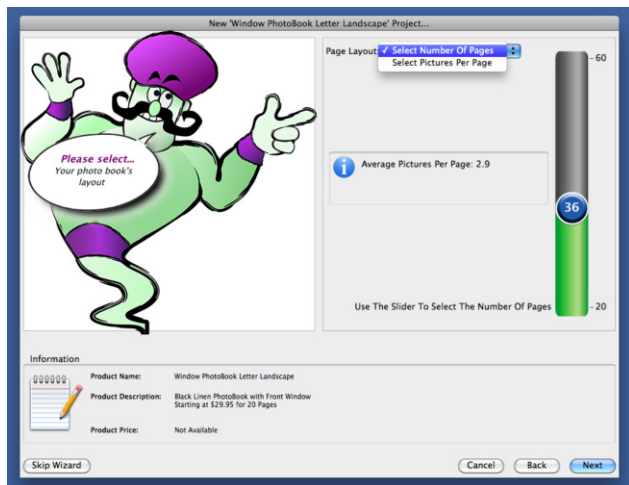 New 'Window PhotoBook Letter Landscape' Project...
Page Layout: ✓ Select Number Of Pages
Select Pictures Per Page
60
Please select...
Your photo book's
layout
Average Pictures Per Page: 2.9
36
Use The Slider To Select The Number Of Pages
20
Information
Product Name: Window PhotoBook Letter Landscape
Product Description: Black Linen PhotoBook with Front Window
Starting at $29.95 for 20 Pages
Product Price: Not Available
Skip Wizard
Cancel
Back
Next